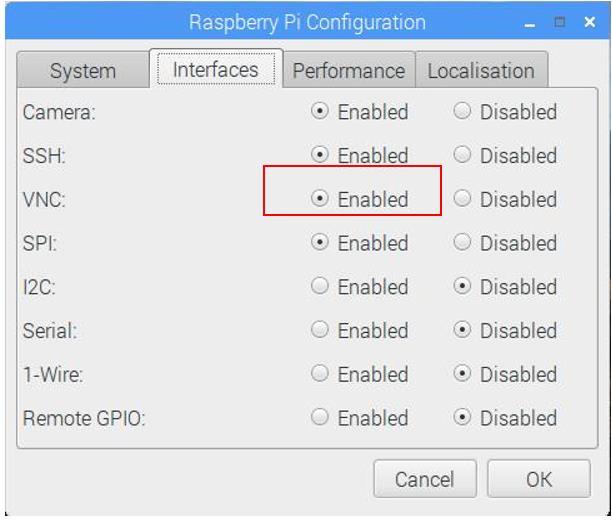 Raspberry Pi Configuration
System Interfaces Performance Localisation
Camera: Enabled Disabled
SSH: Enabled Disabled
VNC: Enabled Disabled
SPI: Enabled Disabled
I2C: Enabled Disabled
Serial: Enabled Disabled
1-Wire: Enabled Disabled
Remote GPIO: Enabled Disabled
Cancel OK